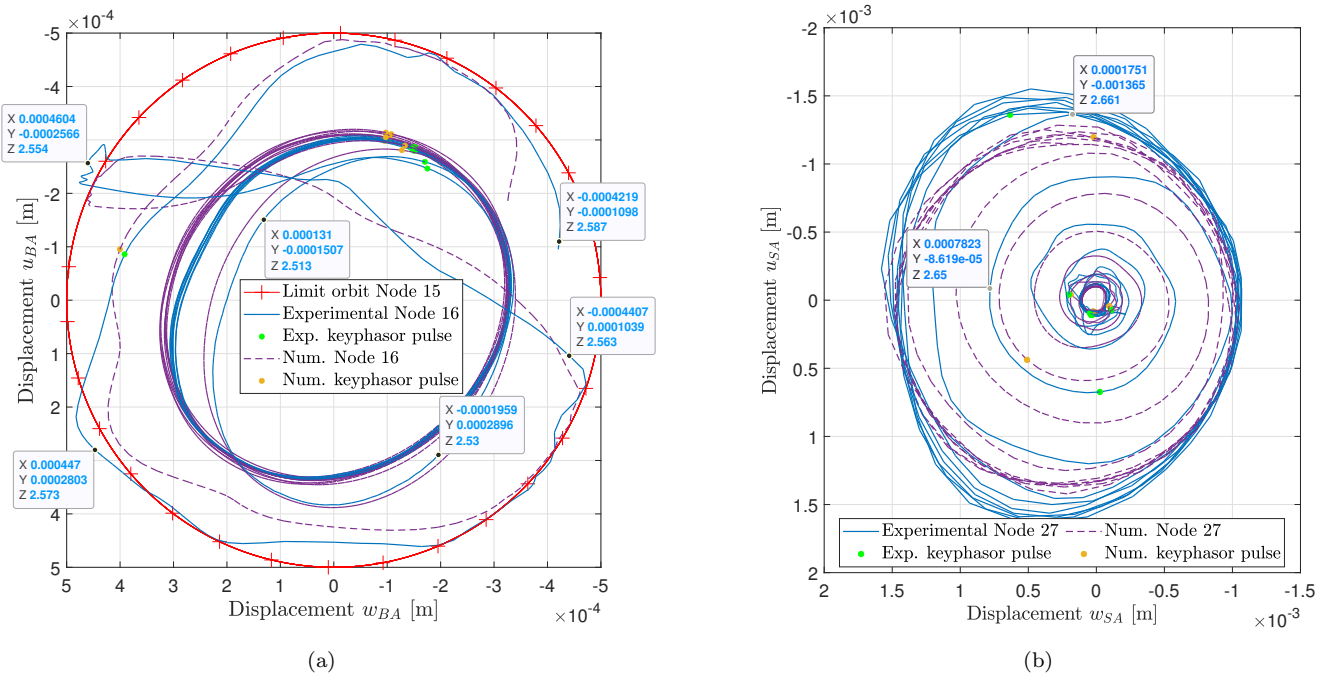 ×10⁻⁴
-5
-4
-2
-1
0
1
2
4
5
5
4
3
2
1
0
-1
-2
-3
-4
-5
×10⁻⁴
Displacement u_BA [m]
Displacement w_BA [m]
X 0.0004604
Y -0.0002566
Z 2.554
X -0.0004219
Y -0.0001098
Z 2.587
X 0.000131
Y -0.0001507
Z 2.513
X -0.0004407
Y 0.0001039
Z 2.563
X -0.0001959
Y 0.0002896
Z 2.53
X 0.000447
Y 0.0002803
Z 2.573
Limit orbit Node 15
Experimental Node 16
Exp. keyphasor pulse
Num. Node 16
Num. keyphasor pulse
(a)
×10⁻³
-2
-1.5
-1
-0.5
0
0.5
1
1.5
2
2
1.5
1
0.5
0
-0.5
-1
-1.5
×10⁻³
Displacement u_SA [m]
Displacement w_SA [m]
X 0.0001751
Y -0.001365
Z 2.661
X 0.0007823
Y -8.619e-05
Z 2.65
Experimental Node 27
Num. Node 27
Exp. keyphasor pulse
Num. keyphasor pulse
(b)